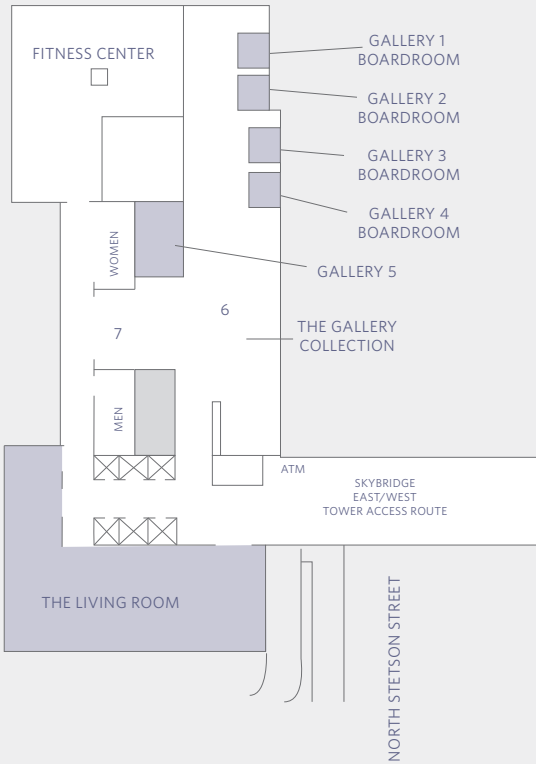 FITNESS CENTER
GALLERY 1
BOARDROOM
GALLERY 2
BOARDROOM
GALLERY 3
BOARDROOM
GALLERY 4
BOARDROOM
WOMEN
GALLERY 5
6
7
THE GALLERY
COLLECTION
MEN
ATM
SKYBRIDGE
EAST/WEST
TOWER ACCESS ROUTE
THE LIVING ROOM
NORTH STETSON STREET